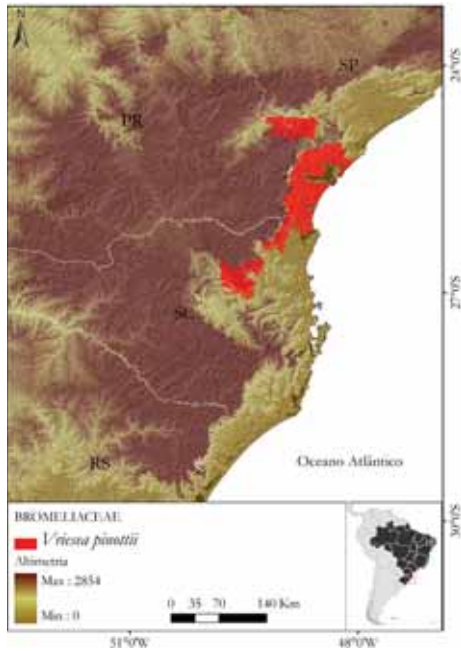 N
SP
24°0'S
PR
27°0'S
SC
RS
Oceano Atlântico
30°0'S
BROMELIACEAE
Vriesea pinottii
Altimetria
Max : 2854
Min : 0
0 35 70 140 Km
51°0'W 48°0'W